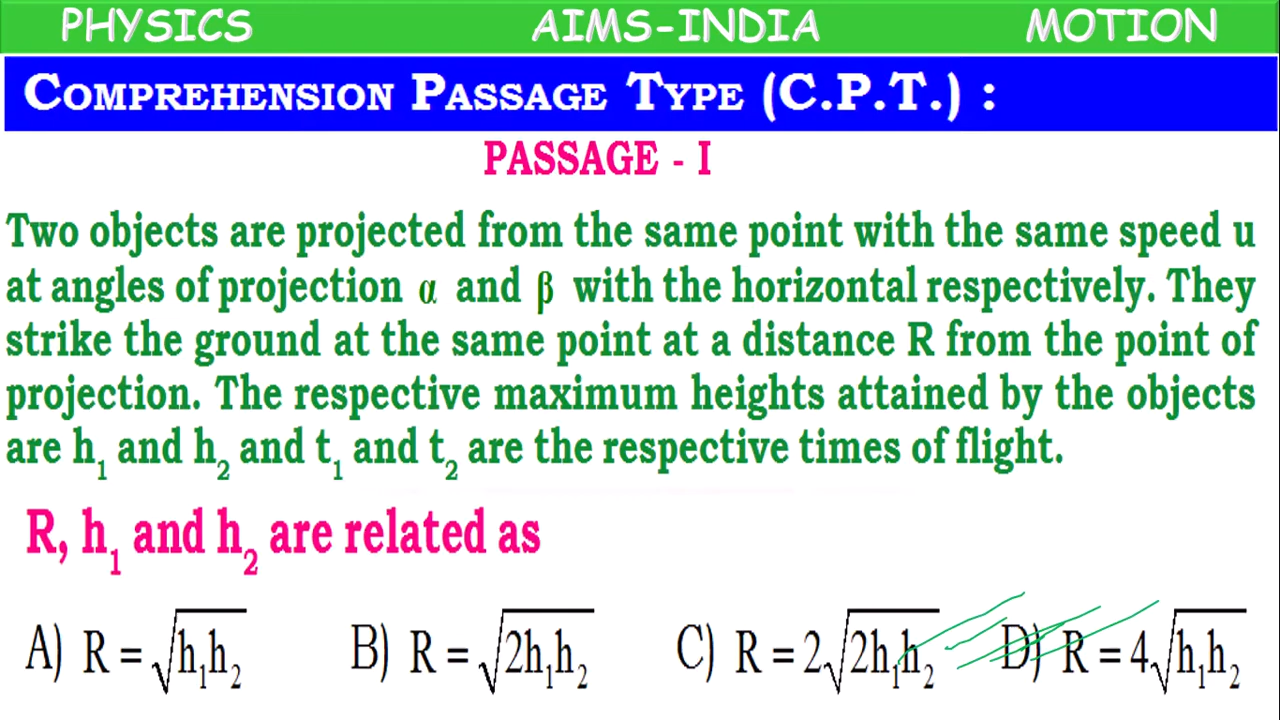 PHYSICS AIMS-INDIA MOTION
COMPREHENSION PASSAGE TYPE (C.P.T.) :
PASSAGE - I
Two objects are projected from the same point with the same speed u
at angles of projection α and β with the horizontal respectively. They
strike the ground at the same point at a distance R from the point of
projection. The respective maximum heights attained by the objects
are h₁ and h₂ and t₁ and t₂ are the respective times of flight.
R, h₁ and h₂ are related as
A) R = √h₁h₂ B) R = √2h₁h₂ C) R = 2√2h₁h₂ D) R = 4√h₁h₂